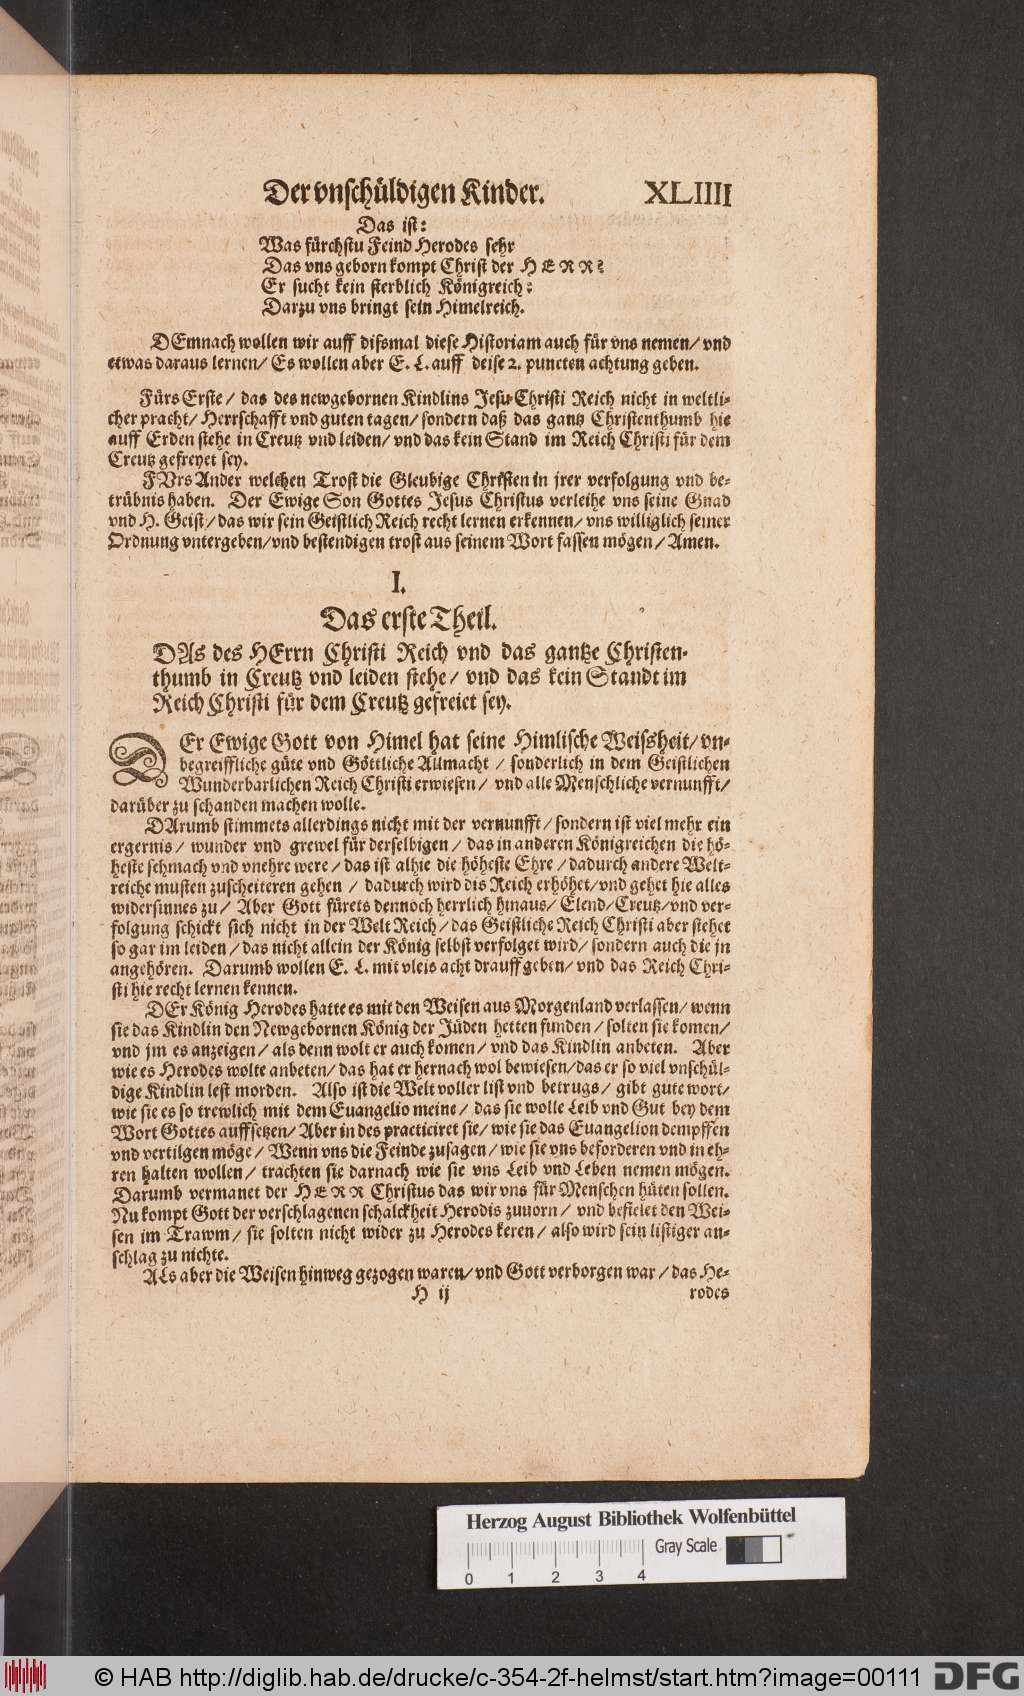 Der vnschüldigen Kinder. XLIIII
Das ist:
Was fürchstu Feind Herodes sehr
Das vns geborn kompt Christ der HERR?
Er sucht kein sterblich Königreich:
Darzu vns bringt sein Himelreich.
DEmnach wollen wir auff difsmal diese Historiam auch für vns nemen/ vnd
etwas daraus lernen/ Es wollen aber E. L. auff deise 2. puncten achtung geben.
Fürs Erste/ das des newgebornen Kindlins Jesu Christi Reich nicht in weltli-
cher pracht/ Herrschafft vnd guten tagen/ sondern daß das gantz Christenthumb hie
auff Erden stehe in Creutz vnd leiden/ vnd das kein Stand im Reich Christi für dem
Creutz gefreyet sey.
FVrs Ander welchen Trost die Gleubige Christen in jrer verfolgung vnd be-
trübnis haben. Der Ewige Son Gottes Jesus Christus verleihe vns seine Gnad
vnd H. Geist/ das wir sein Geistlich Reich recht lernen erkennen/ vns williglich seiner
Ordnung vntergeben/ vnd bestendigen trost aus seinem Wort fassen mögen/ Amen.
I.
Das erste Theil.
DAs des HErrn Christi Reich vnd das gantze Christen-
thumb in Creutz vnd leiden stehe/ vnd das kein Standt im
Reich Christi für dem Creutz gefreiet sey.
DEr Ewige Gott von Himel hat seine Himlische Weissheit/ vn-
begreiffliche güte vnd Göttliche Allmacht/ sonderlich in dem Geistlichen
Wunderbarlichen Reich Christi erwiesen/ vnd alle Menschliche vernunfft/
darüber zu schanden machen wolle.
DArumb stimmets allerdings nicht mit der vernunfft/ sondern ist viel mehr ein
ergernis/ wunder vnd grewel für derselbigen/ das in anderen Königreichen die hö-
heste schmach vnd vnehre were/ das ist alhie die höheste Ehre/ dadurch andere Welt-
reiche musten zuscheiteren gehen/ dadurch wird dis Reich erhöhet/ vnd gehet hie alles
widersinnes zu/ Aber Gott fürets dennoch herrlich hinaus/ Elend/ Creutz/ vnd ver-
folgung schickt sich nicht in der Welt Reich/ das Geistliche Reich Christi aber stehet
so gar im leiden/ das nicht allein der König selbst verfolget wird/ sondern auch die jn
angehören. Darumb wollen E. L. mit vleis acht drauff geben/ vnd das Reich Chri-
sti hie recht lernen kennen.
DEr König Herodes hatte es mit den Weisen aus Morgenland verlassen/ wenn
sie das Kindlin den Newgebornen König der Jüden hetten funden/ solten sie komen/
vnd jm es anzeigen/ als denn wolt er auch komen/ vnd das Kindlin anbeten. Aber
wie es Herodes wolte anbeten/ das hat er hernach wol bewiesen/ das er so viel vnschül-
dige Kindlin lest morden. Also ist die Welt voller list vnd betrugs/ gibt gute wort/
wie sie es so trewlich mit dem Euangelio meine/ das sie wolle Leib vnd Gut bey dem
Wort Gottes auffsetzen/ Aber in des practiciret sie/ wie sie das Euangelion dempffen
vnd vertilgen möge/ Wenn vns die Feinde zusagen/ wie sie vns beforderen vnd in eh-
ren halten wollen/ trachten sie darnach wie sie vns Leib vnd Leben nemen mögen.
Darumb vermanet der HERR Christus das wir vns für Menschen hüten sollen.
Nu kompt Gott der verschlagenen schalckheit Herodis zuuorn/ vnd befielet den Wei-
sen im Trawm/ sie solten nicht wider zu Herodes keren/ also wird sein listiger an-
schlag zu nichte.
ALs aber die Weisen hinweg gezogen waren/ vnd Gott verborgen war/ das He-
H ij rodes
Herzog August Bibliothek Wolfenbüttel
Gray Scale
0 1 2 3 4
© HAB http://diglib.hab.de/drucke/c-354-2f-helmst/start.htm?image=00111 DFG